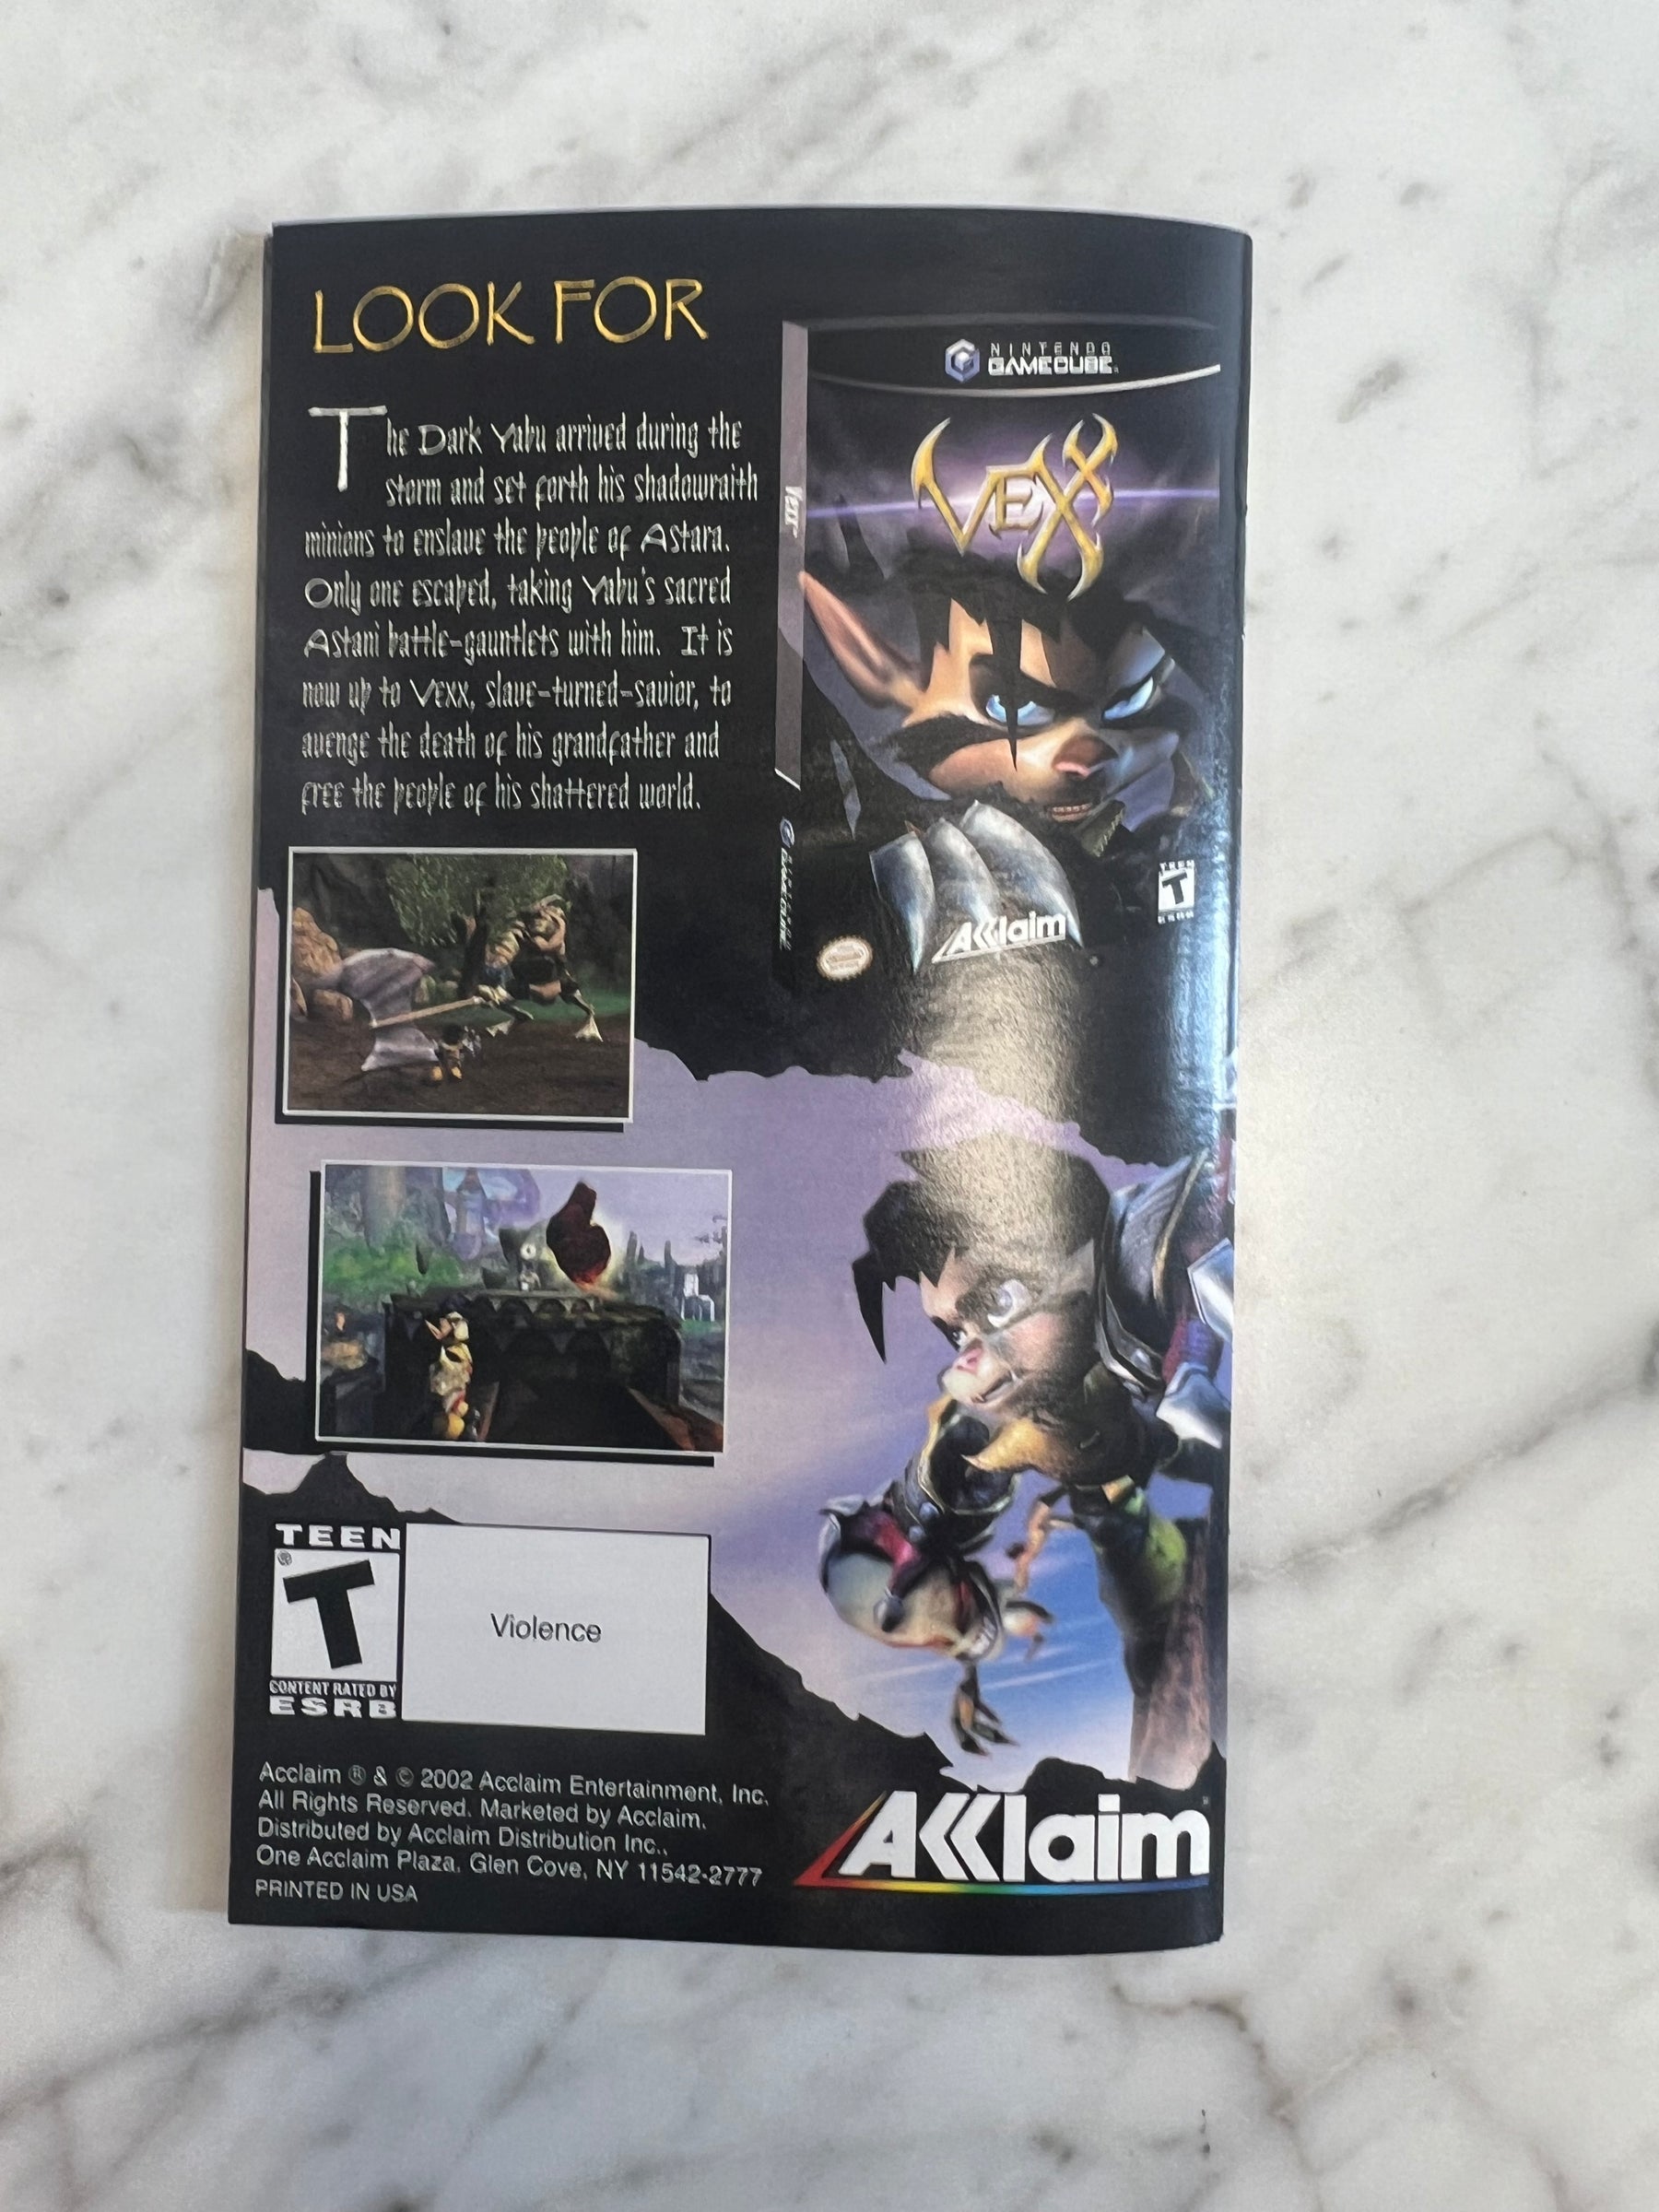 LOOK FOR
The Dark Yabu arrived during the
storm and set forth his shadowraith
minions to enslave the people of Astara.
Only one escaped, taking Yabu's sacred
Astani battle-gauntlets with him. It is
now up to Vexx, slave-turned-savior, to
avenge the death of his grandfather and
free the people of his shattered world.
NINTENDO
GAMECUBE
VEXX
Vexx
GAMECUBE
TEEN
T
Acclaim
TEEN
T
CONTENT RATED BY
ESRB
Violence
Acclaim ® & © 2002 Acclaim Entertainment, Inc.
All Rights Reserved. Marketed by Acclaim.
Distributed by Acclaim Distribution Inc.,
One Acclaim Plaza, Glen Cove, NY 11542-2777
PRINTED IN USA
Acclaim